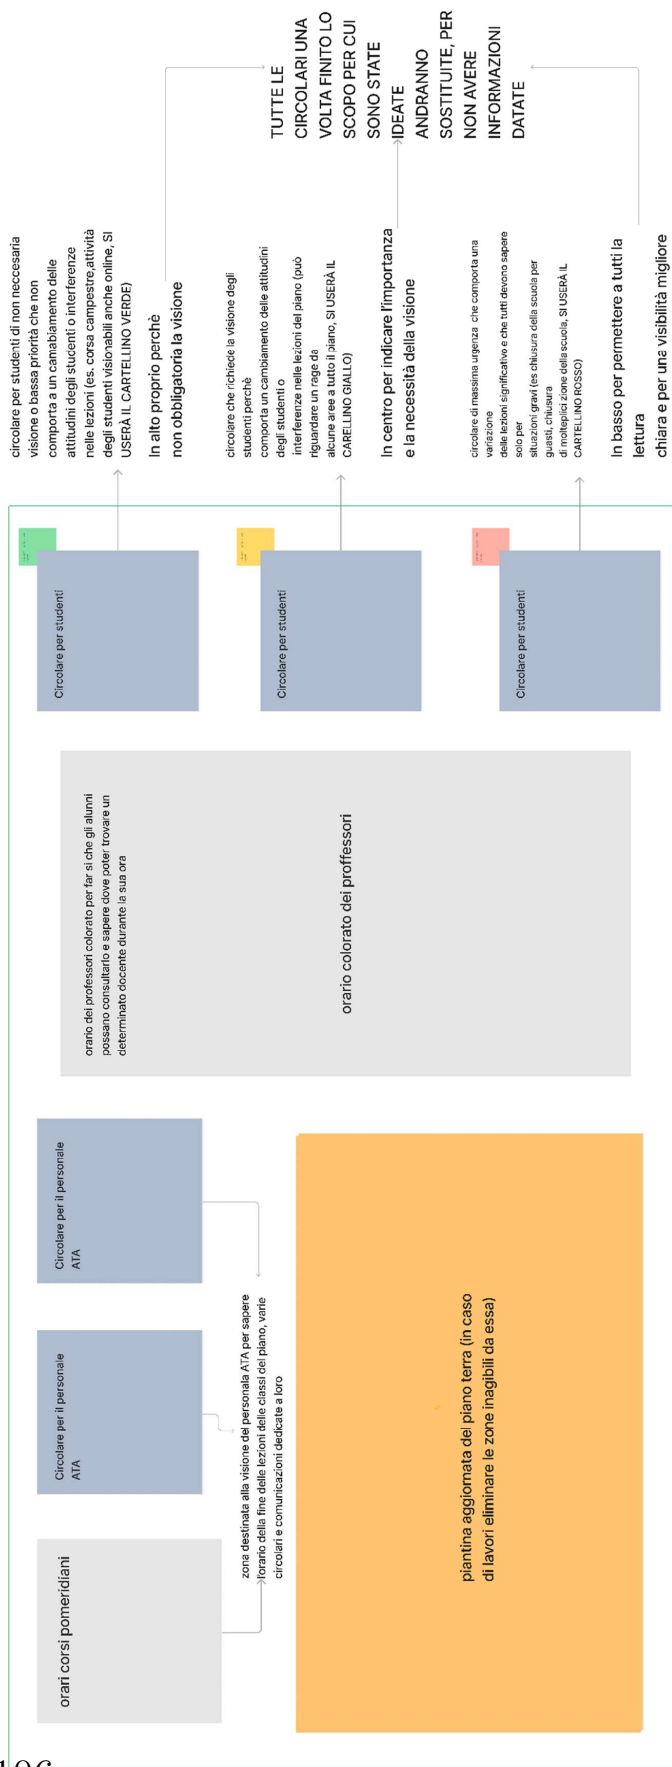 orari corsi pomeridiani
Circolare per il personale
ATA
Circolare per il personale
ATA
zona destinata alla visione del personala ATA per sapere
l'orario della fine delle lezioni delle classi del piano, varie
circolari e comunicazioni dedicate a loro
piantina aggiornata del piano terra (in caso
di lavori eliminare le zone inagibili da essa)
orario dei professori colorato per far si che gli alunni
possano consultarlo e sapere dove poter trovare un
determinato docente durante la sua ora
orario colorato dei proffessori
Circolare per studenti
Circolare per studenti
Circolare per studenti
circolare per studenti di non neccesaria
visione o bassa priorità che non
comporta a un cambiamento delle
attitudini degli studenti o interferenze
nelle lezioni (es. corsa campestre,attività
degli studenti visionabili anche online, SI
USERÀ IL CARTELLINO VERDE)
In alto proprio perchè
non obbligatoria la visione
circolare che richiede la visione degli
studenti perchè
comporta un cambiamento delle attitudini
degli studenti o
interferenze nelle lezioni del piano (può
riguardare un rage da
alcune aree a tutto il piano, SI USERÀ IL
CARELLINO GIALLO)
In centro per indicare l'importanza
e la necessità della visione
circolare di massima urgenza che comporta una
variazione
delle lezioni significativo e che tutti devono sapere
solo per
situazioni gravi (es chiusura della scuola per
guasti, chiusura
di molteplici zione della scuola, SI USERÀ IL
CARTELLINO ROSSO)
In basso per permettere a tutti la
lettura
chiara e per una visibilità migliore
TUTTE LE
CIRCOLARI UNA
VOLTA FINITO LO
SCOPO PER CUI
SONO STATE
IDEATE
ANDRANNO
SOSTITUITE, PER
NON AVERE
INFORMAZIONI
DATATE